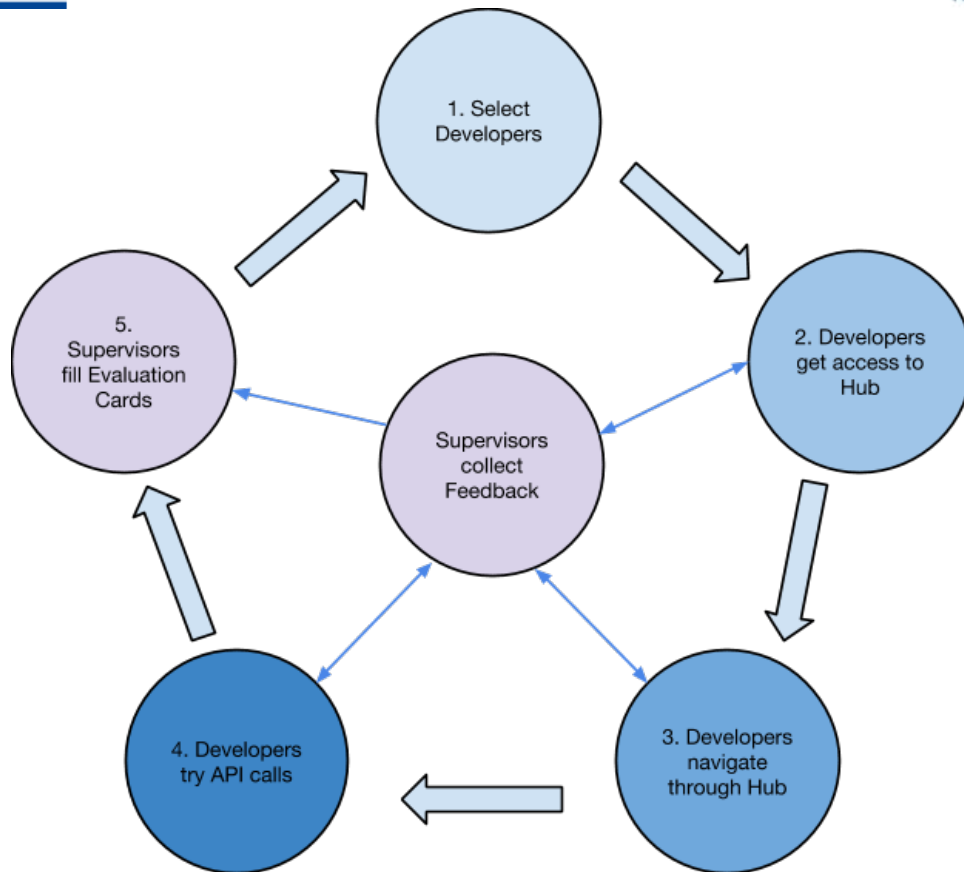 1. Select
Developers
2. Developers
get access to
Hub
3. Developers
navigate
through Hub
4. Developers
try API calls
5.
Supervisors
fill Evaluation
Cards
Supervisors
collect
Feedback